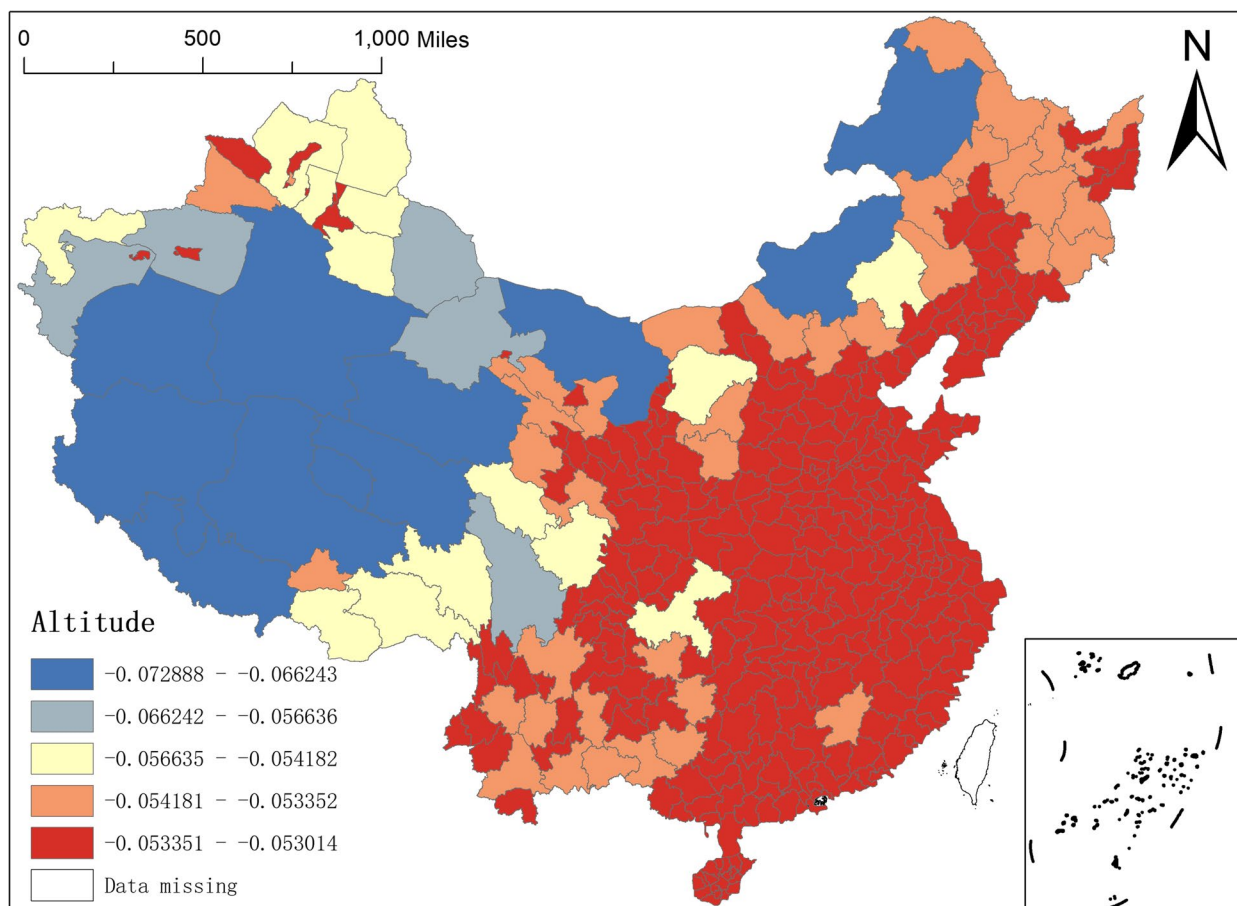 0 500 1,000 Miles
N
Altitude
-0.072888 - -0.066243
-0.066242 - -0.056636
-0.056635 - -0.054182
-0.054181 - -0.053352
-0.053351 - -0.053014
Data missing